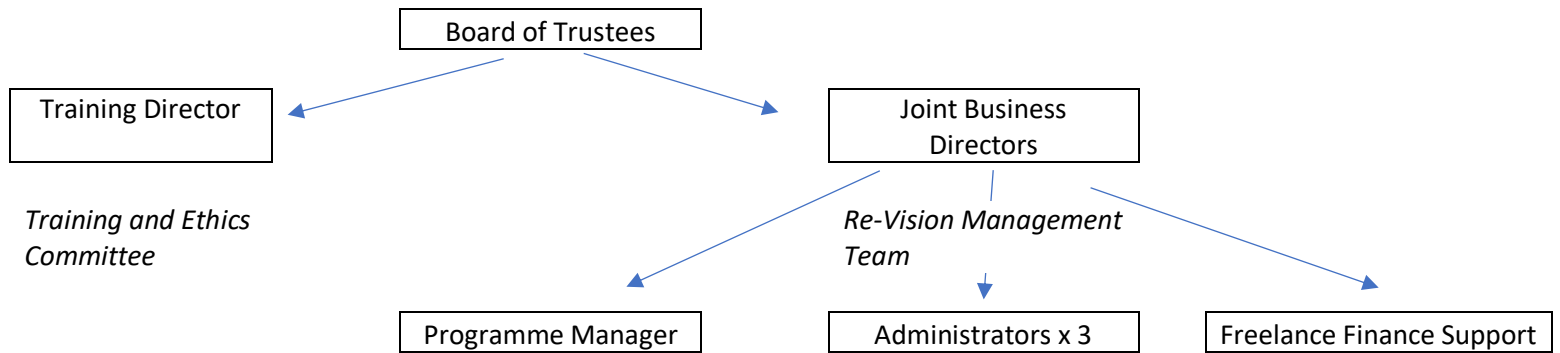 Board of Trustees
Training Director
Joint Business
Directors
Training and Ethics
Committee
Re-Vision Management
Team
Programme Manager
Administrators x 3
Freelance Finance Support